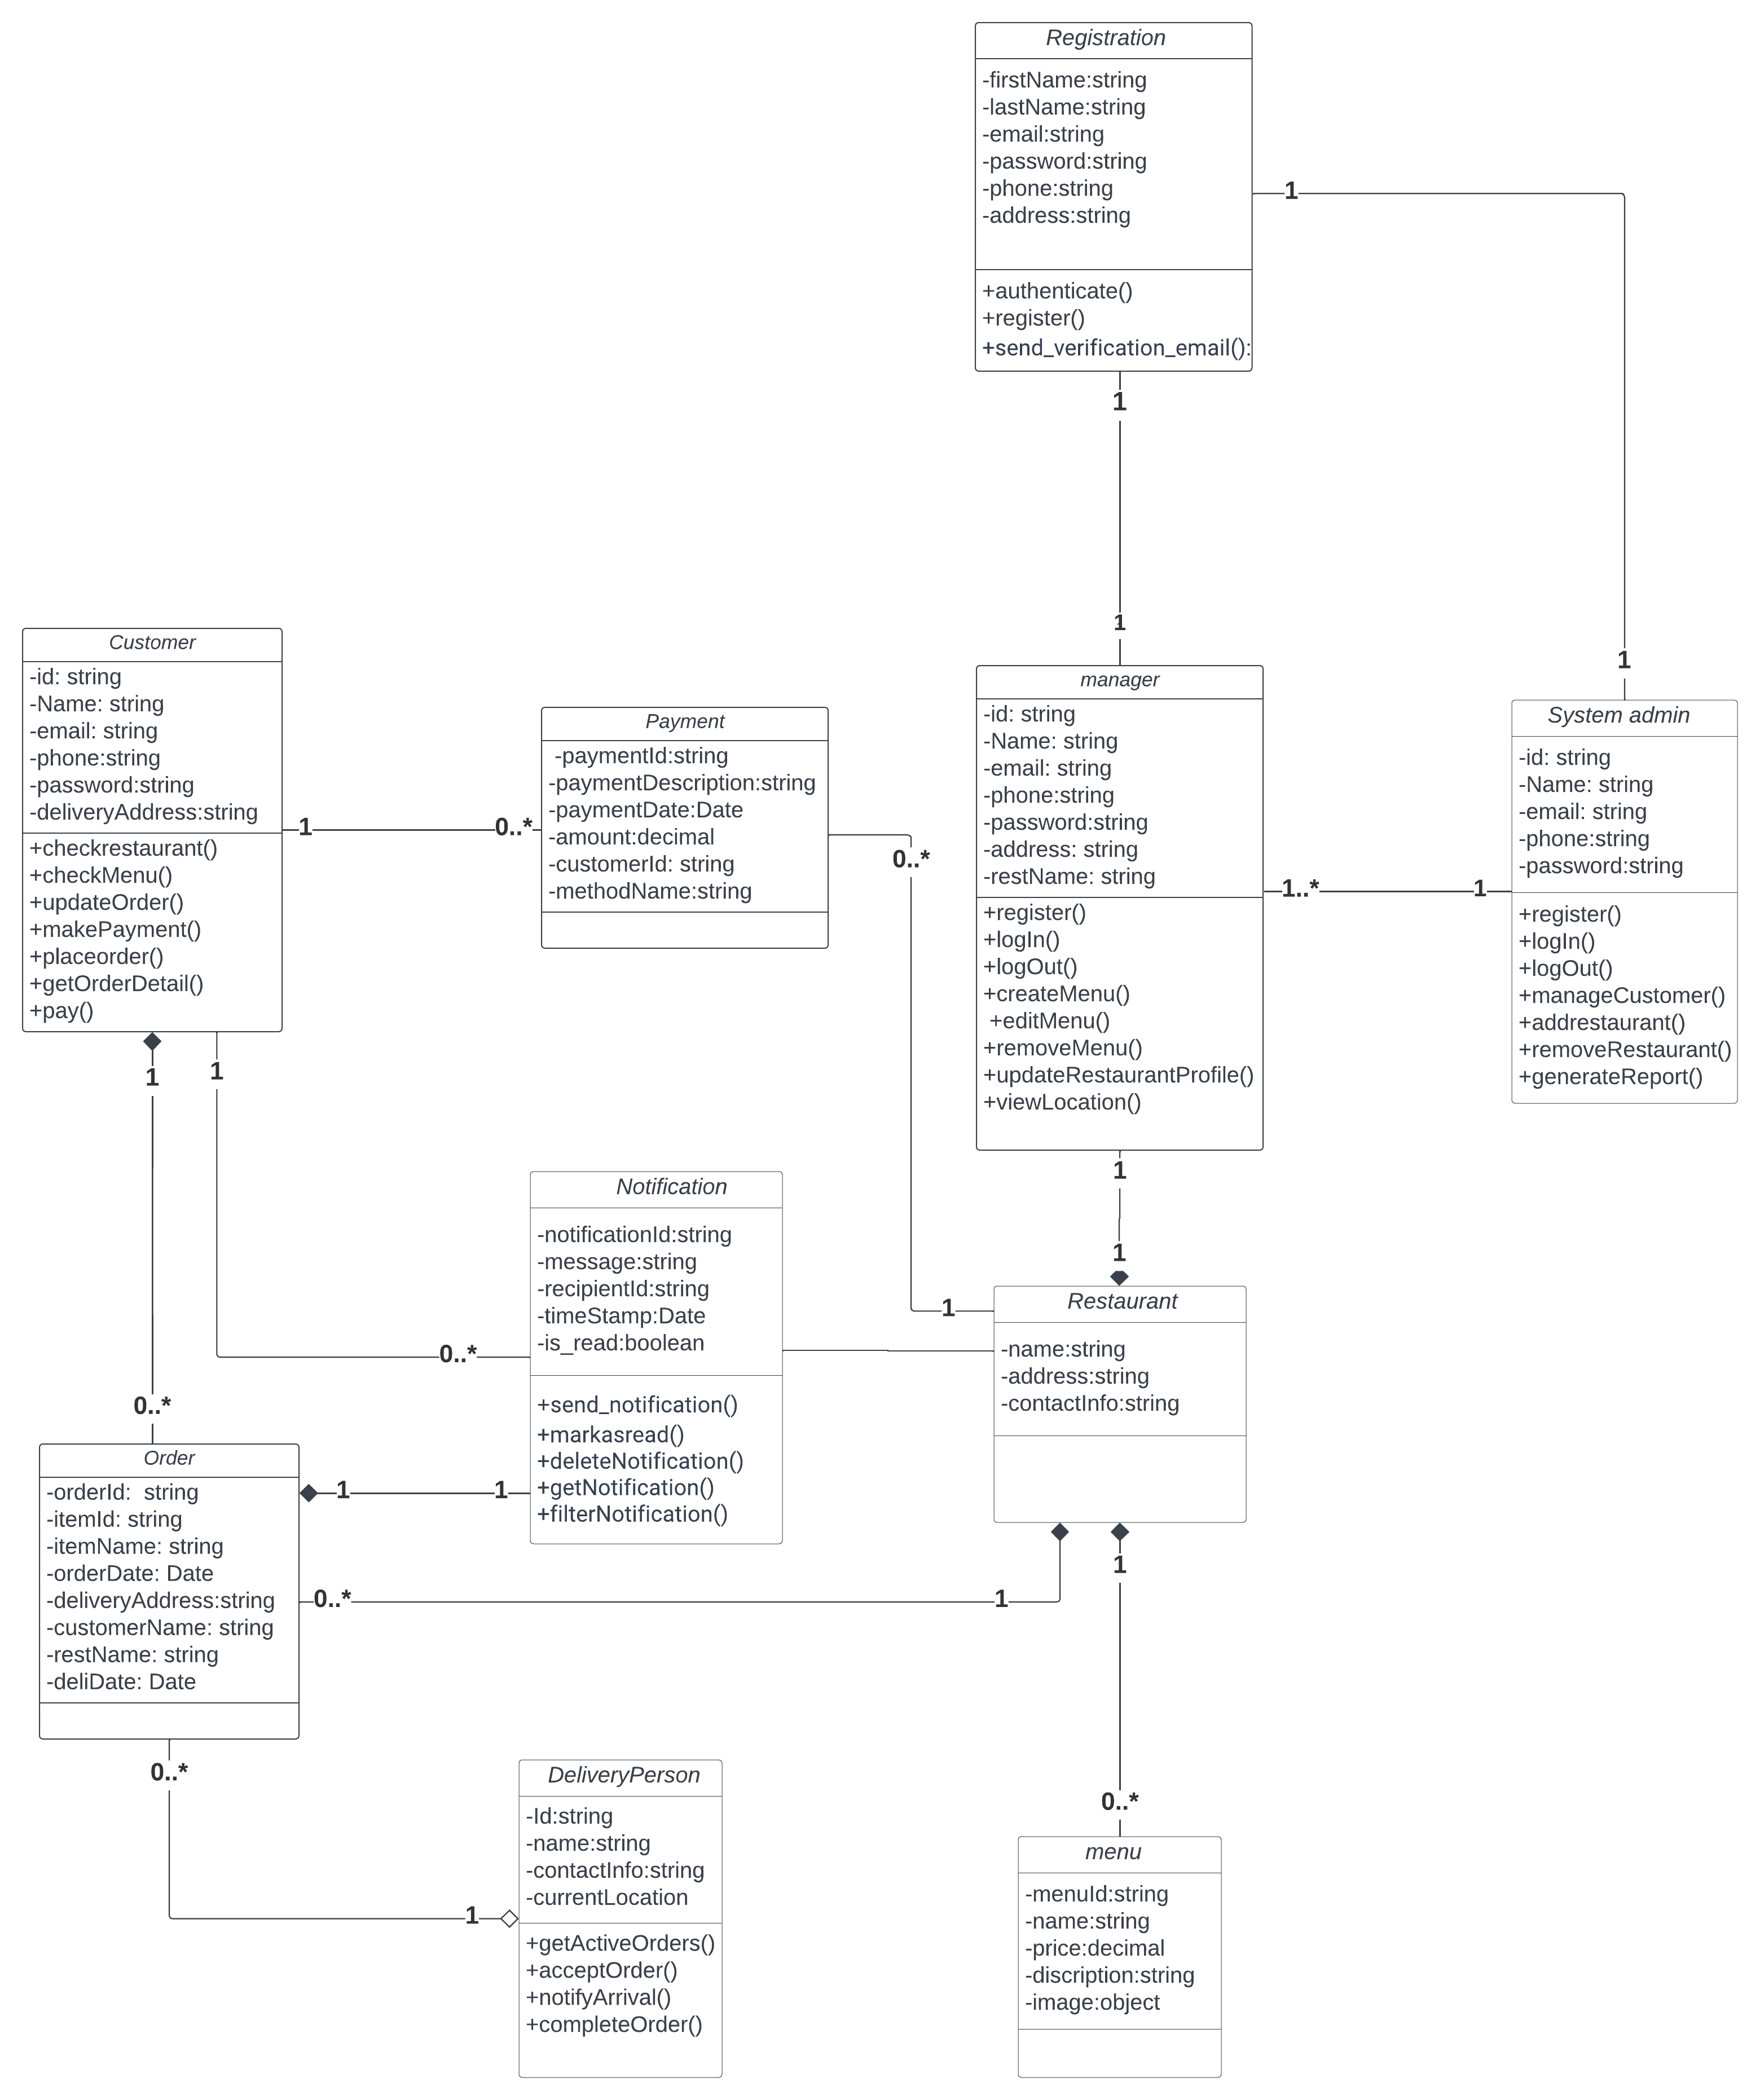 Registration
-firstName:string
-lastName:string
-email:string
-password:string
-phone:string
-address:string
+authenticate()
+register()
+send_verification_email():
1
1
1
1
Customer
-id: string
-Name: string
-email: string
-phone:string
-password:string
-deliveryAddress:string
+checkrestaurant()
+checkMenu()
+updateOrder()
+makePayment()
+placeorder()
+getOrderDetail()
+pay()
1
0..*
Payment
-paymentId:string
-paymentDescription:string
-paymentDate:Date
-amount:decimal
-customerId: string
-methodName:string
0..*
manager
-id: string
-Name: string
-email: string
-phone:string
-password:string
-address: string
-restName: string
+register()
+logIn()
+logOut()
+createMenu()
+editMenu()
+removeMenu()
+updateRestaurantProfile()
+viewLocation()
1..*
1
System admin
-id: string
-Name: string
-email: string
-phone:string
-password:string
+register()
+logIn()
+logOut()
+manageCustomer()
+addrestaurant()
+removeRestaurant()
+generateReport()
1
1
1
1
Notification
-notificationId:string
-message:string
-recipientId:string
-timeStamp:Date
-is_read:boolean
+send_notification()
+markasread()
+deleteNotification()
+getNotification()
+filterNotification()
0..*
1
Restaurant
-name:string
-address:string
-contactInfo:string
0..*
Order
-orderId:  string
-itemId: string
-itemName: string
-orderDate: Date
-deliveryAddress:string
-customerName: string
-restName: string
-deliDate: Date
1
1
0..*
1
1
0..*
0..*
1
DeliveryPerson
-Id:string
-name:string
-contactInfo:string
-currentLocation
+getActiveOrders()
+acceptOrder()
+notifyArrival()
+completeOrder()
menu
-menuId:string
-name:string
-price:decimal
-discription:string
-image:object